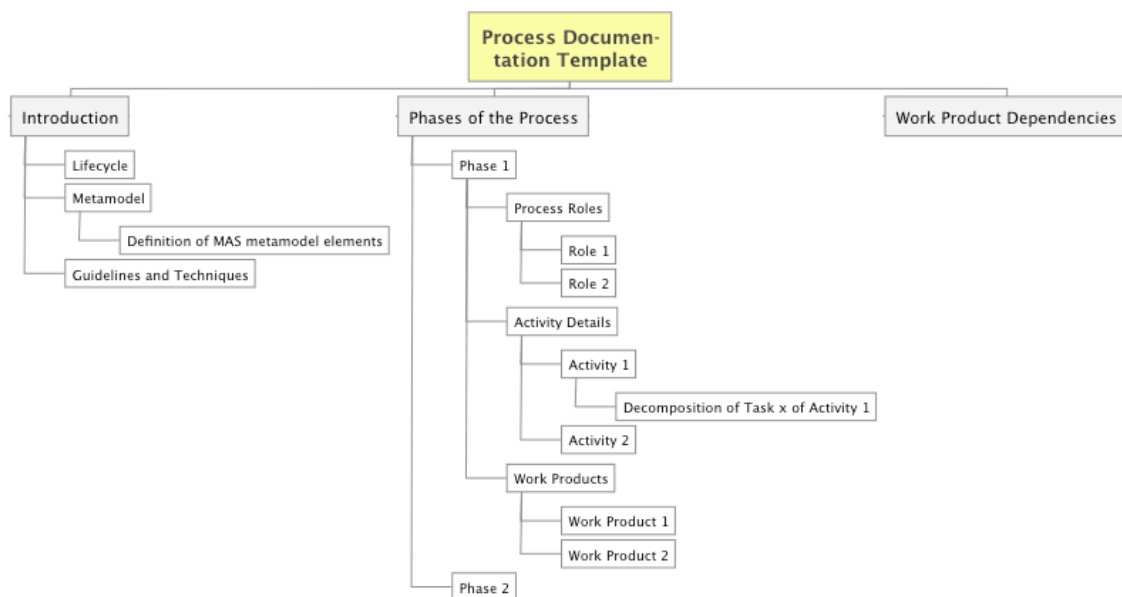 Process Documen-
tation Template
Introduction
Phases of the Process
Work Product Dependencies
Lifecycle
Metamodel
Definition of MAS metamodel elements
Guidelines and Techniques
Phase 1
Process Roles
Role 1
Role 2
Activity Details
Activity 1
Decomposition of Task x of Activity 1
Activity 2
Work Products
Work Product 1
Work Product 2
Phase 2